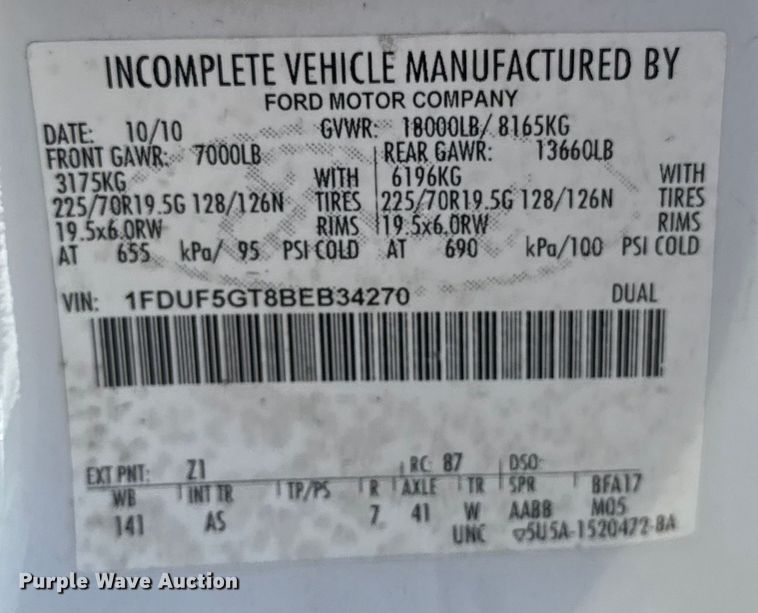 INCOMPLETE VEHICLE MANUFACTURED BY
FORD MOTOR COMPANY
DATE: 10/10 GVWR: 18000LB/ 8165KG
FRONT GAWR: 7000LB REAR GAWR: 13660LB
3175KG WITH 6196KG WITH
225/70R19.5G 128/126N TIRES 225/70R19.5G 128/126N TIRES
19.5x6.0RW RIMS 19.5x6.0RW RIMS
AT 655 kPa/ 95 PSI COLD AT 690 kPa/100 PSI COLD
VIN: 1FDUF5GT8BEB34270 DUAL
EXT PNT: Z1 RC: 87 DSO:
WB INT TR TP/PS R AXLE TR SPR BFA17
141 AS 7 41 W AABB M05
UNC ▽5U5A-1520472-BA
Purple Wave Auction